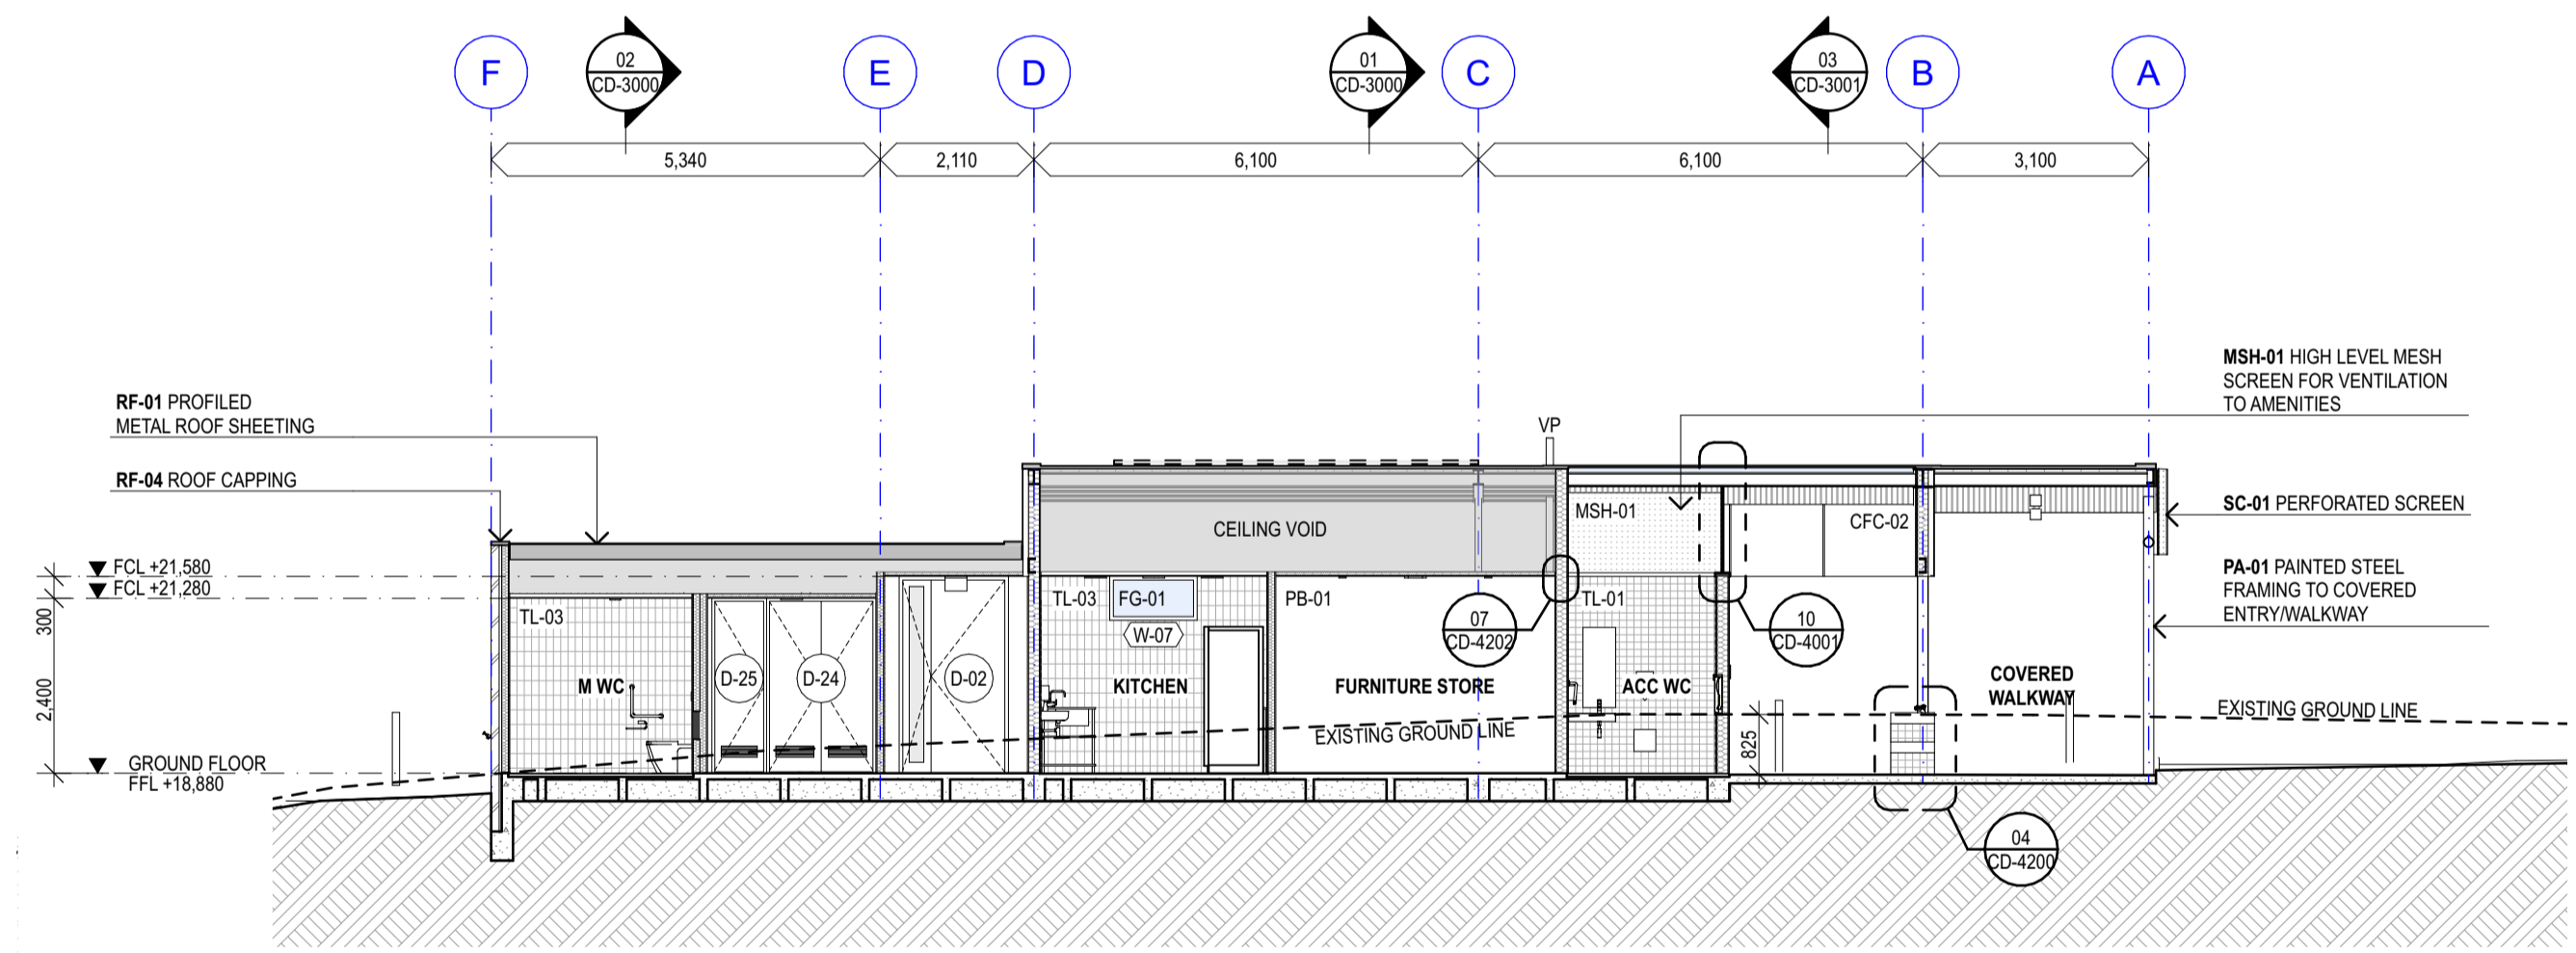 F
02
CD-3000
E
D
01
CD-3000
C
03
CD-3001
B
A
5,340
2,110
6,100
6,100
3,100
MSH-01 HIGH LEVEL MESH
SCREEN FOR VENTILATION
TO AMENITIES
RF-01 PROFILED
METAL ROOF SHEETING
VP
RF-04 ROOF CAPPING
SC-01 PERFORATED SCREEN
MSH-01
CFC-02
CEILING VOID
FCL +21,580
FCL +21,280
PA-01 PAINTED STEEL
FRAMING TO COVERED
ENTRY/WALKWAY
300
TL-03
TL-03
FG-01
PB-01
TL-01
07
CD-4202
10
CD-4001
W-07
2,400
M WC
D-25
D-24
D-02
KITCHEN
FURNITURE STORE
ACC WC
COVERED
WALKWAY
EXISTING GROUND LINE
EXISTING GROUND LINE
825
GROUND FLOOR
FFL +18,880
04
CD-4200